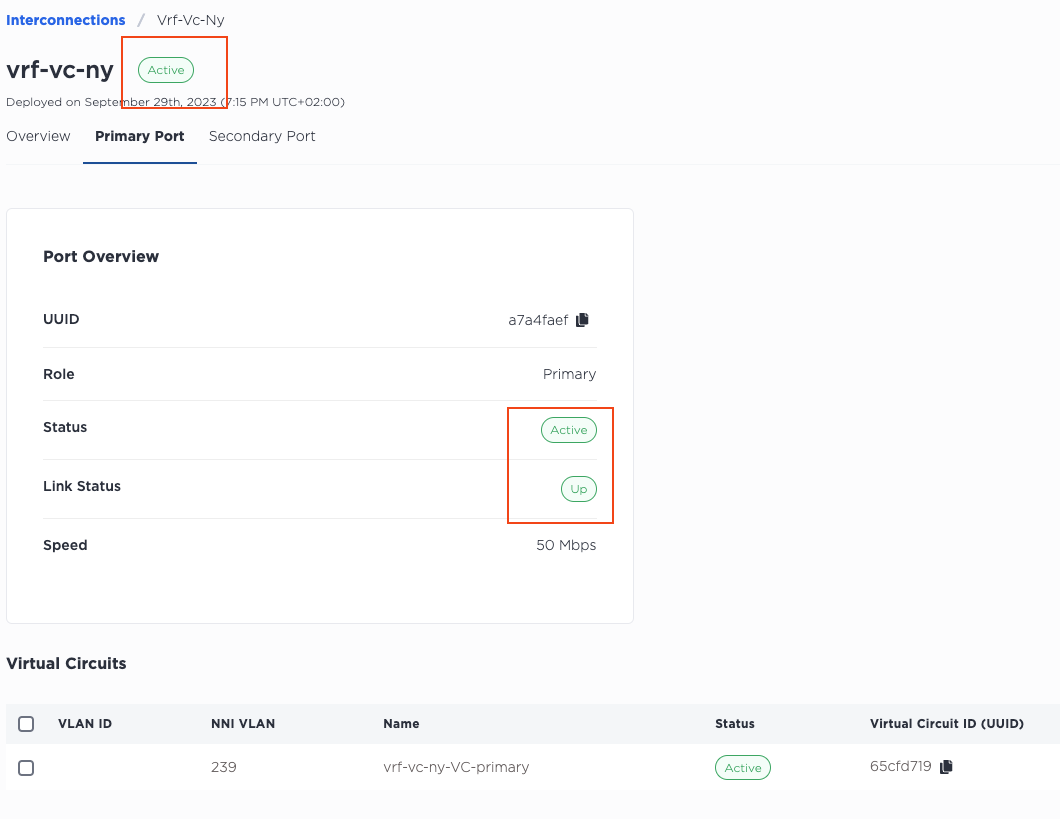 Interconnections / Vrf-Vc-Ny
vrf-vc-ny Active
Deployed on September 29th, 2023 (7:15 PM UTC+02:00)
Overview Primary Port Secondary Port
Port Overview
UUID a7a4faef
Role Primary
Status Active
Link Status Up
Speed 50 Mbps
Virtual Circuits
VLAN ID NNI VLAN Name Status Virtual Circuit ID (UUID)
239 vrf-vc-ny-VC-primary Active 65cfd719